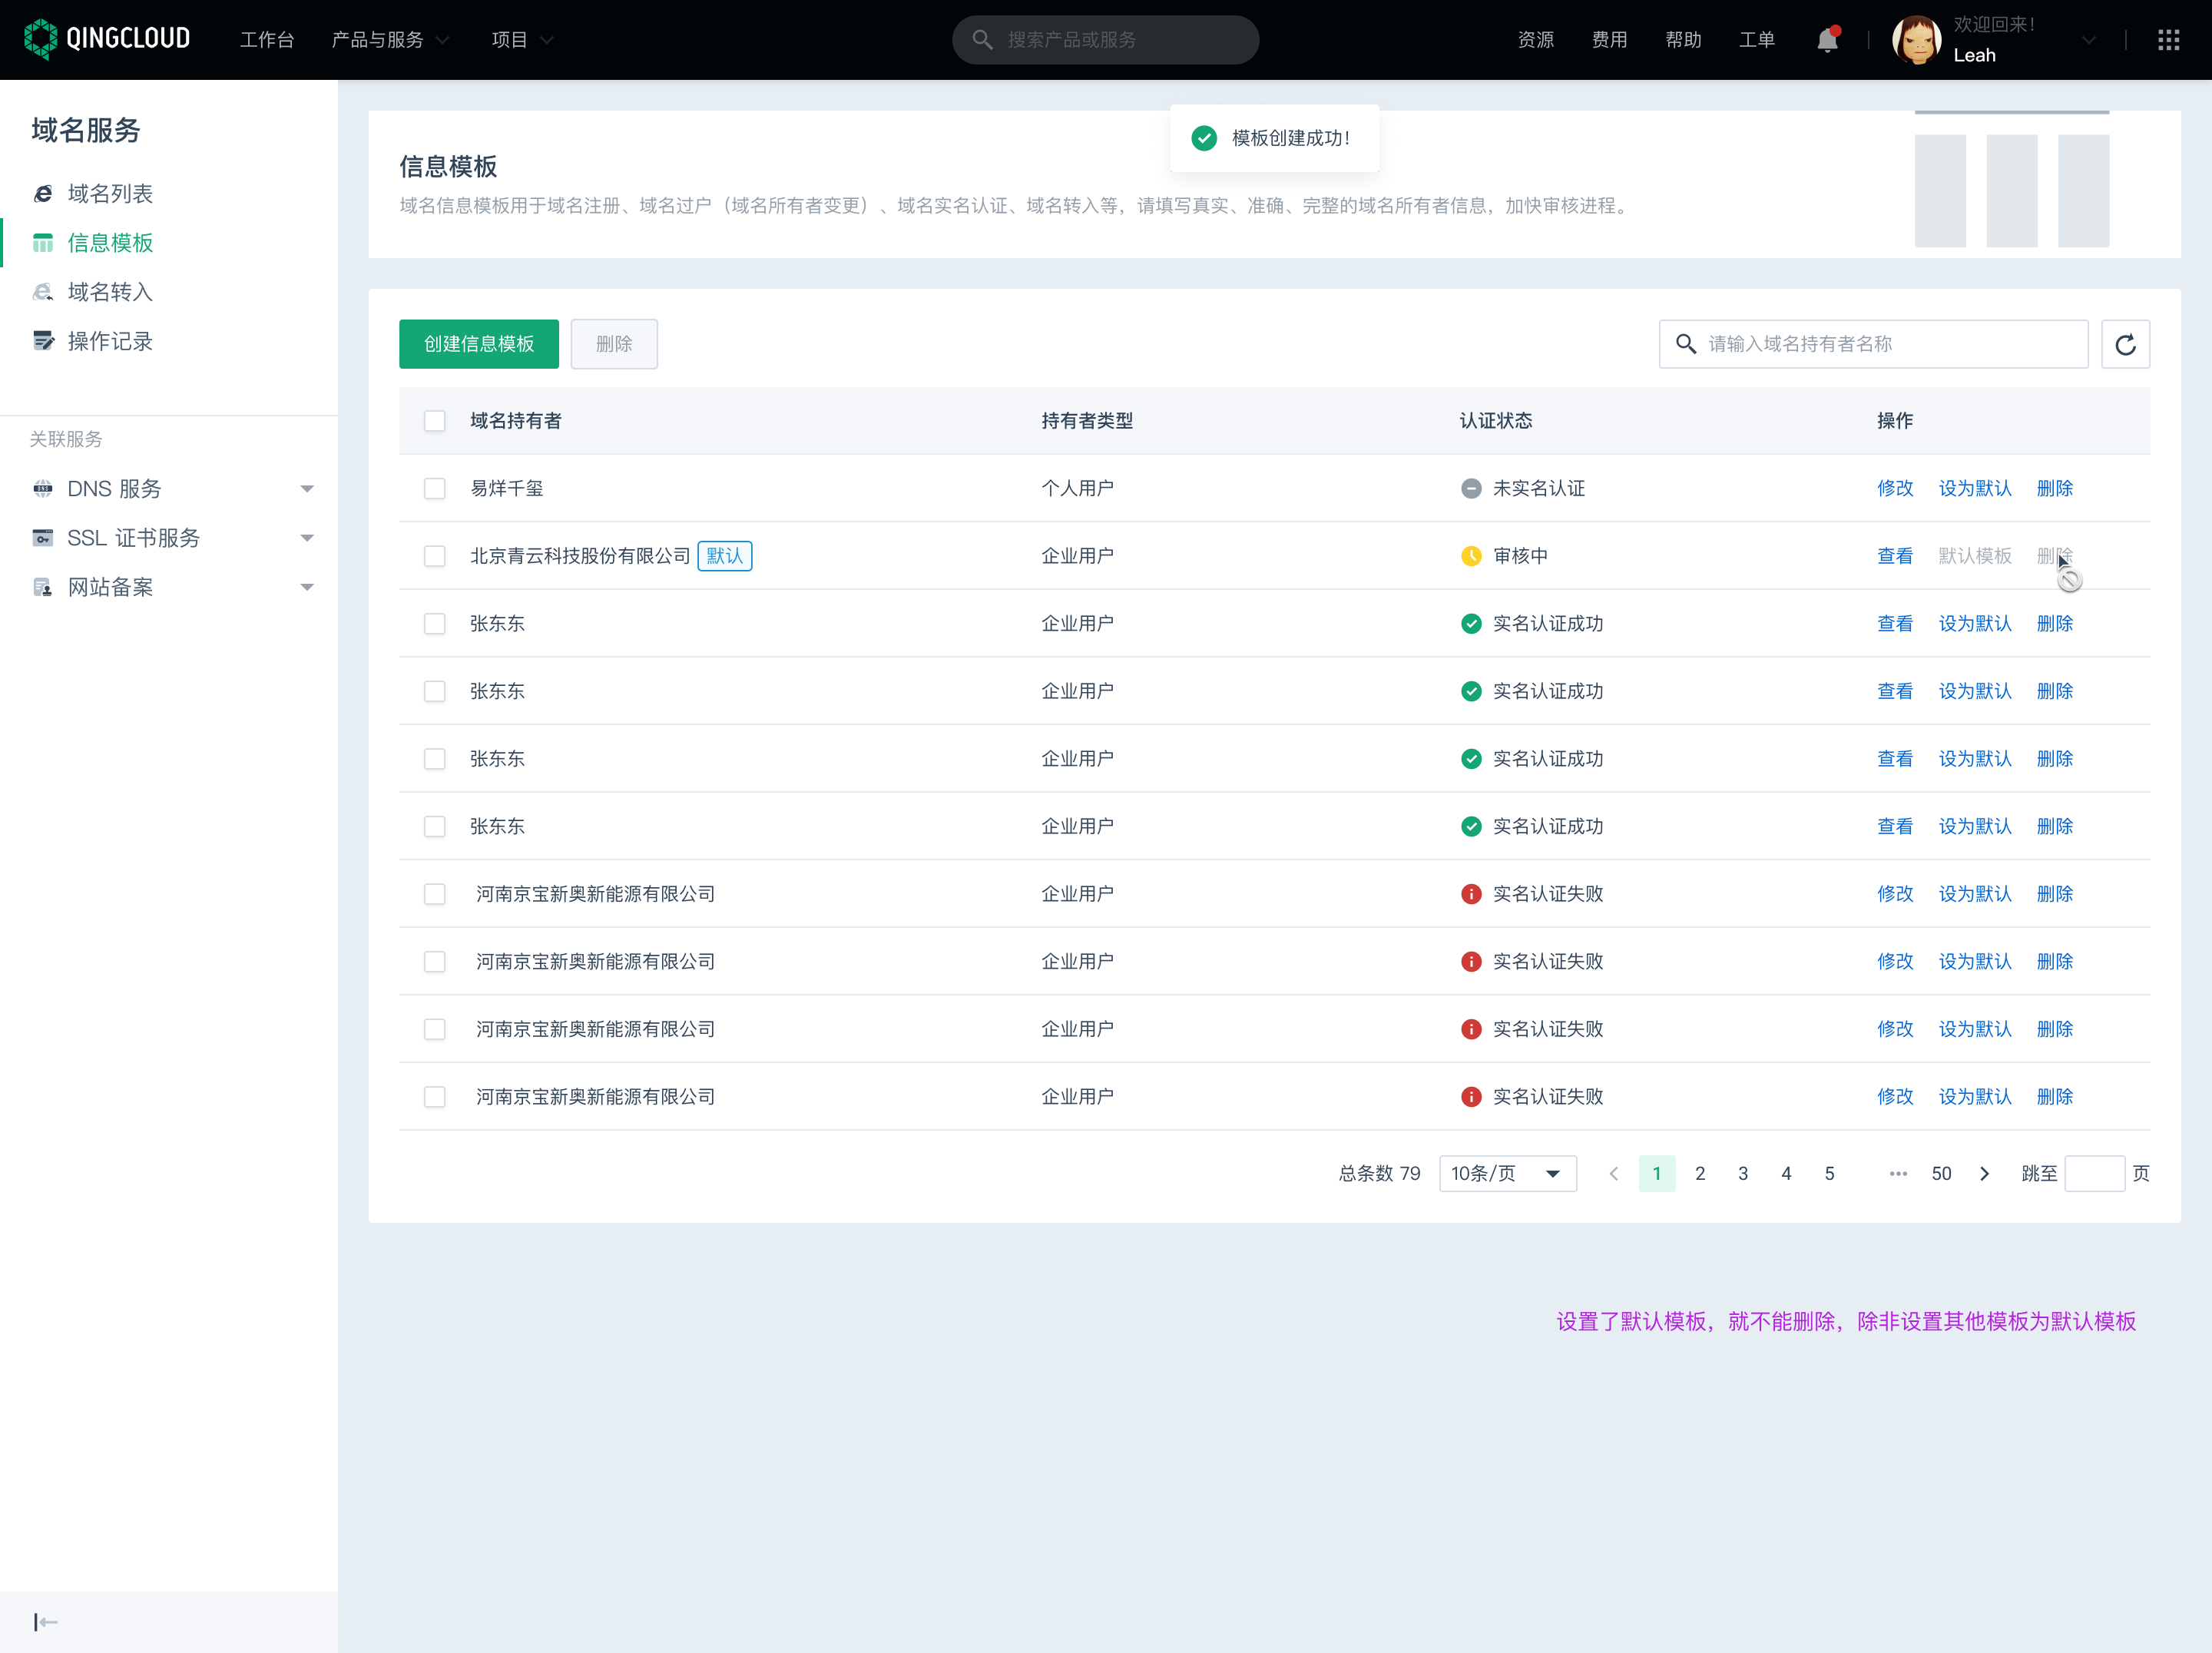 QINGCLOUD 工作台 产品与服务 项目 搜索产品或服务 资源 费用 帮助 工单 欢迎回来！
Leah
域名服务
域名列表
信息模板
域名转入
操作记录
关联服务
DNS 服务
SSL 证书服务
网站备案
模板创建成功！
信息模板
域名信息模板用于域名注册、域名过户（域名所有者变更）、域名实名认证、域名转入等，请填写真实、准确、完整的域名所有者信息，加快审核进程。
创建信息模板 删除 请输入域名持有者名称
域名持有者 持有者类型 认证状态 操作
易烊千玺 个人用户 未实名认证 修改 设为默认 删除
北京青云科技股份有限公司 默认 企业用户 审核中 查看 默认模板 删除
张东东 企业用户 实名认证成功 查看 设为默认 删除
张东东 企业用户 实名认证成功 查看 设为默认 删除
张东东 企业用户 实名认证成功 查看 设为默认 删除
张东东 企业用户 实名认证成功 查看 设为默认 删除
河南京宝新奥新能源有限公司 企业用户 实名认证失败 修改 设为默认 删除
河南京宝新奥新能源有限公司 企业用户 实名认证失败 修改 设为默认 删除
河南京宝新奥新能源有限公司 企业用户 实名认证失败 修改 设为默认 删除
河南京宝新奥新能源有限公司 企业用户 实名认证失败 修改 设为默认 删除
总条数 79 10条/页 1 2 3 4 5 ••• 50 跳至 页
设置了默认模板，就不能删除，除非设置其他模板为默认模板